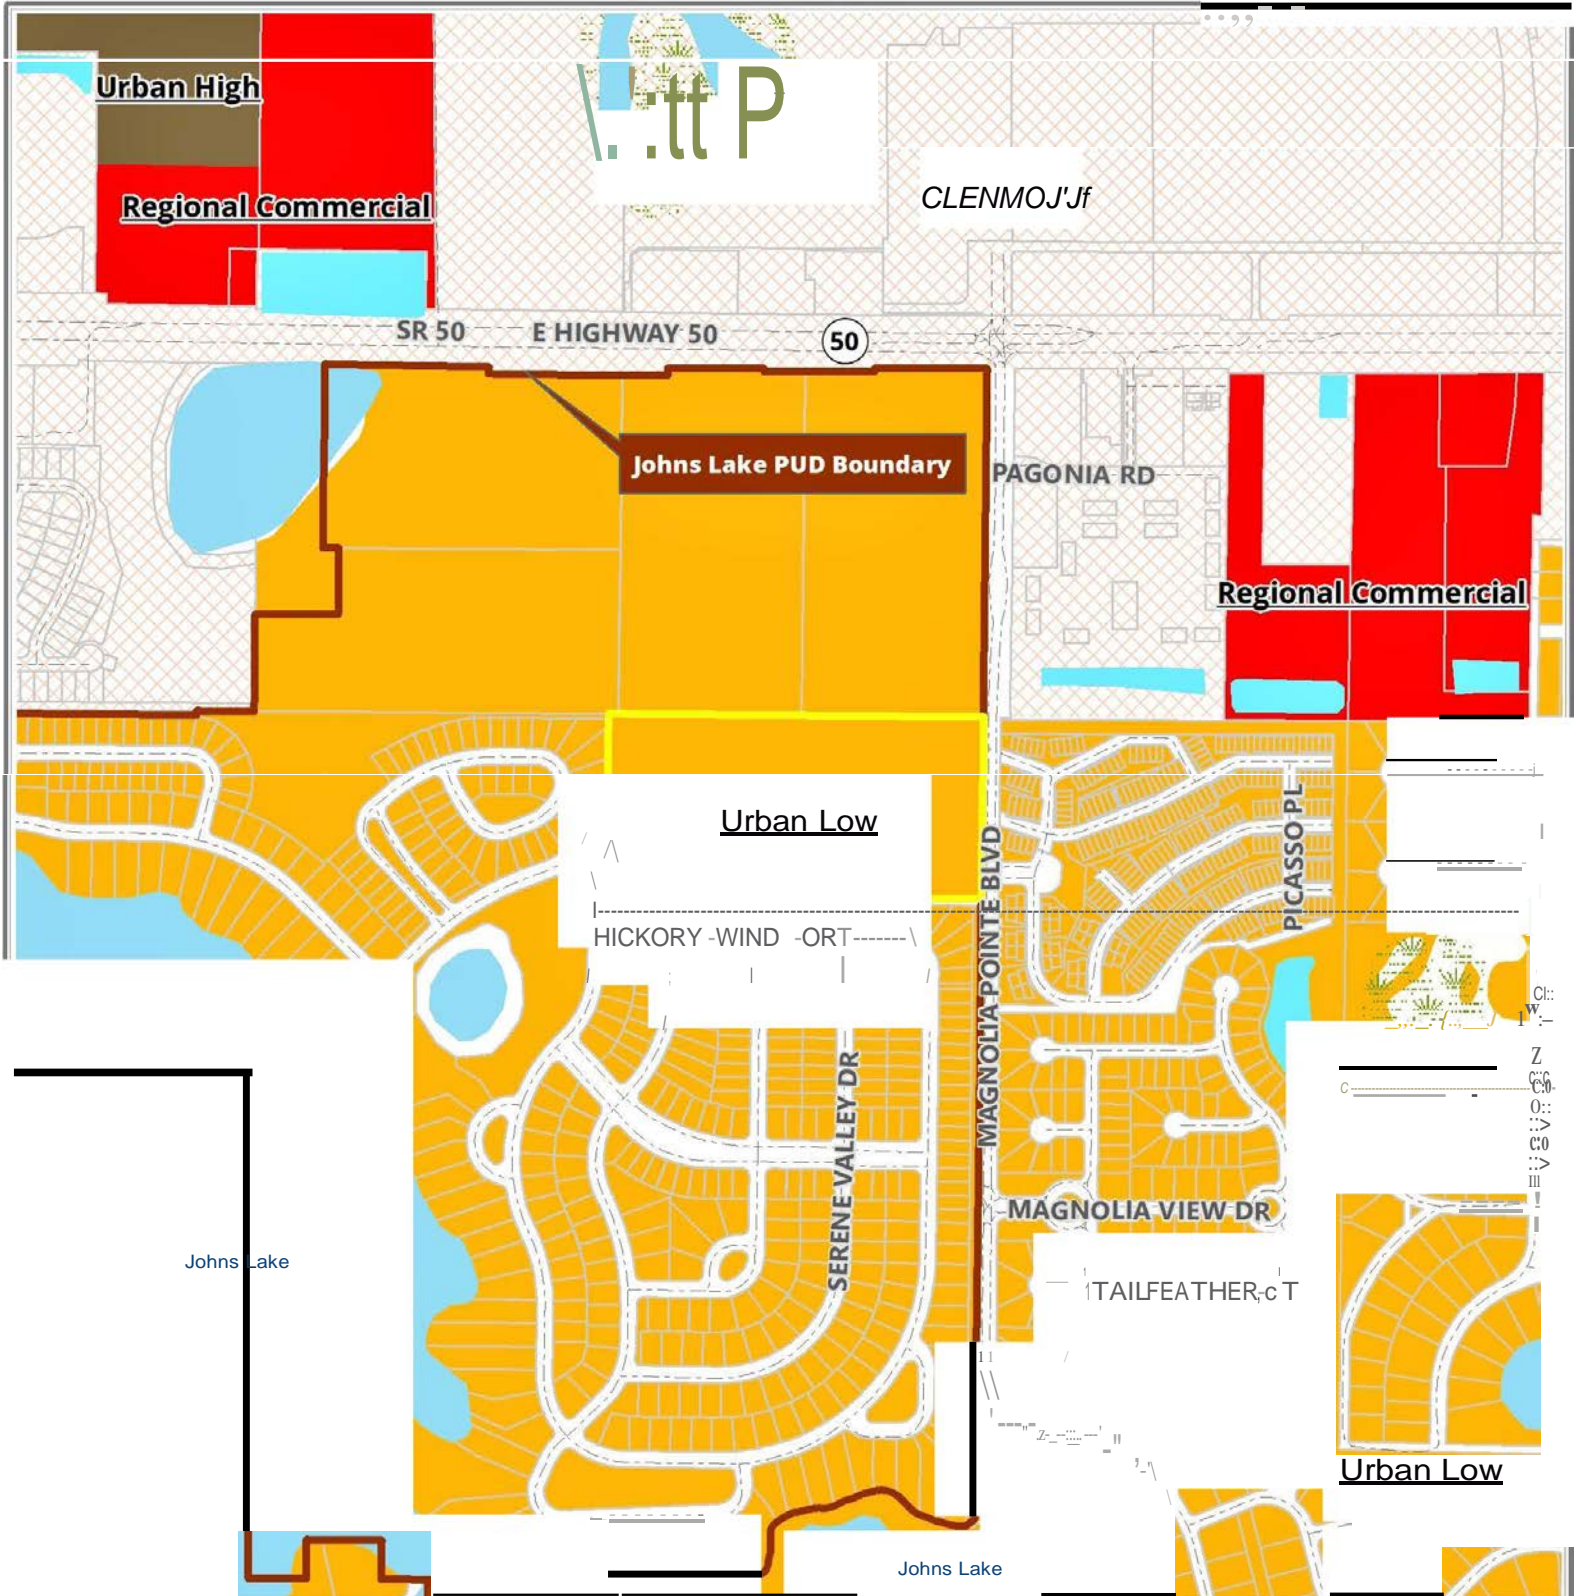 Urban High
\. :tt P
Regional Commercial
CLENMOJ'Jf
SR 50
E HIGHWAY 50
50
Johns Lake PUD Boundary
PAGONIA RD
Regional Commercial
Urban Low
PICASSO PL
HICKORY -WIND -ORT-------\
MAGNOLIA POINTE BLVD
SERENE VALLEY DR
MAGNOLIA VIEW DR
Johns Lake
TAILFEATHER,-c T
Urban Low
Johns Lake